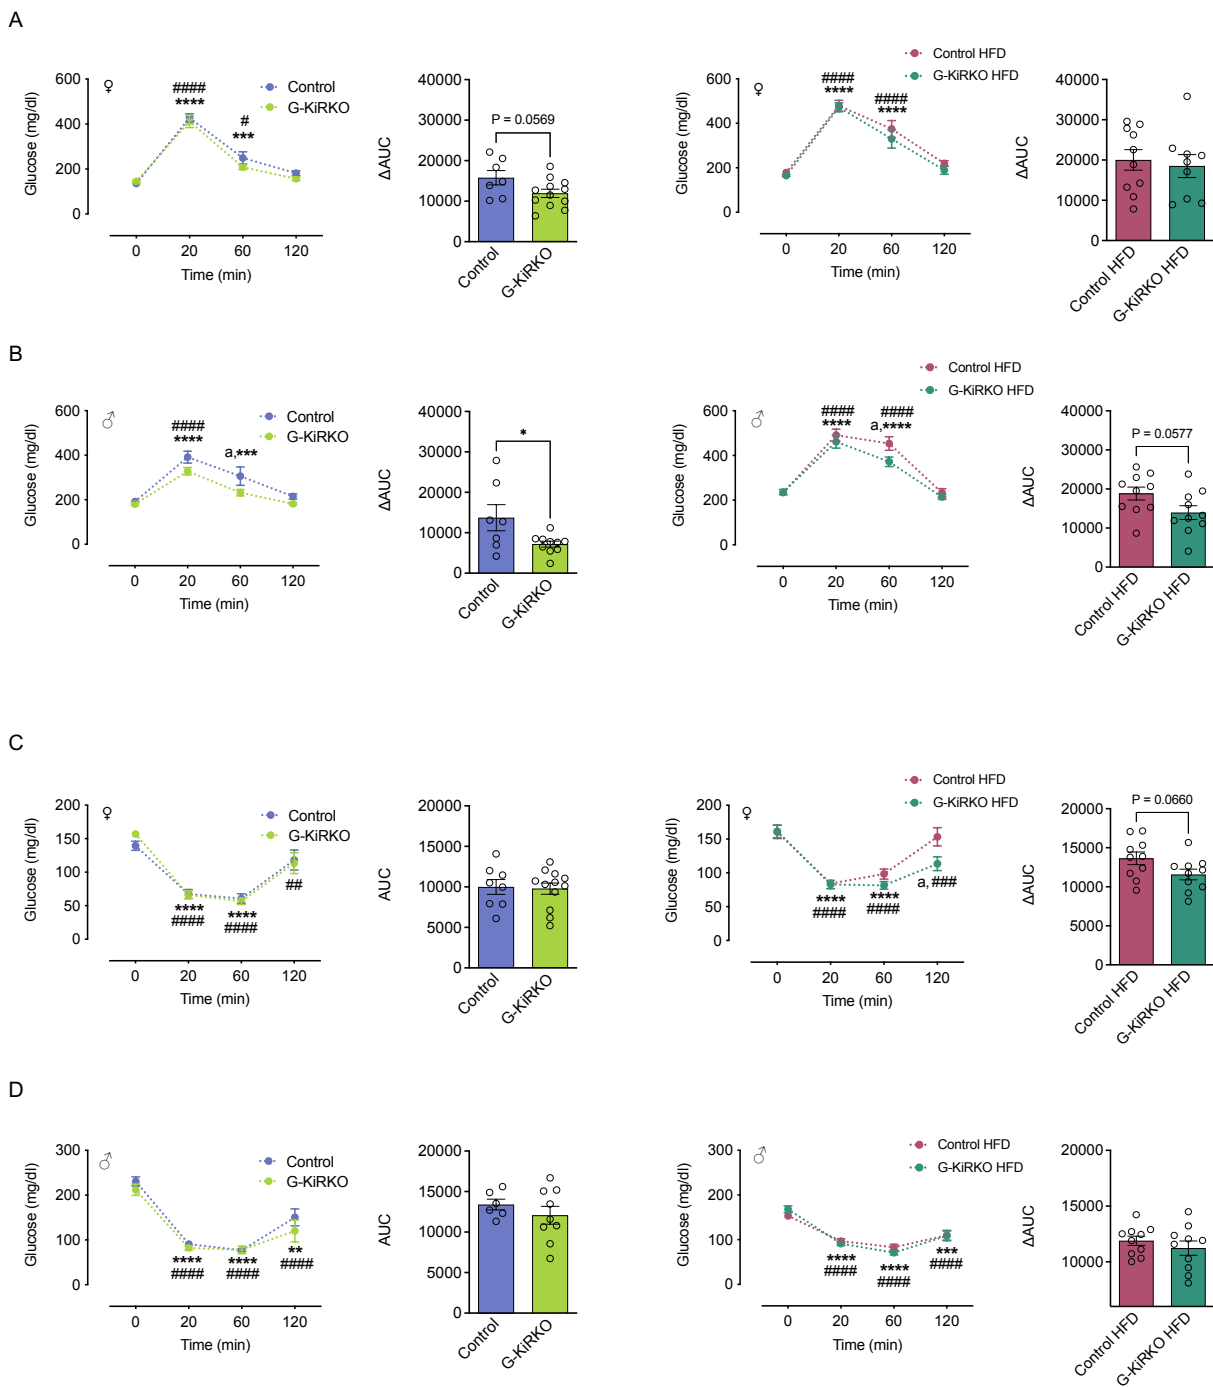 A
Glucose (mg/dl)
600
400
200
0
♀
####
****
#
***
Control
G-KiRKO
0
20
60
120
Time (min)
ΔAUC
40000
30000
20000
10000
0
P = 0.0569
Control
G-KiRKO
Glucose (mg/dl)
600
400
200
0
♀
####
****
####
****
Control HFD
G-KiRKO HFD
0
20
60
120
Time (min)
ΔAUC
40000
30000
20000
10000
0
Control HFD
G-KiRKO HFD
B
Glucose (mg/dl)
600
400
200
0
♂
####
****
a,***
Control
G-KiRKO
0
20
60
120
Time (min)
ΔAUC
40000
30000
20000
10000
0
*
Control
G-KiRKO
Glucose (mg/dl)
600
400
200
0
♂
####
****
####
a,****
Control HFD
G-KiRKO HFD
0
20
60
120
Time (min)
ΔAUC
40000
30000
20000
10000
0
P = 0.0577
Control HFD
G-KiRKO HFD
C
Glucose (mg/dl)
200
150
100
50
0
♀
Control
G-KiRKO
****
####
****
####
##
0
20
60
120
Time (min)
AUC
20000
15000
10000
5000
0
Control
G-KiRKO
Glucose (mg/dl)
200
150
100
50
0
♀
Control HFD
G-KiRKO HFD
****
####
****
####
a, ###
0
20
60
120
Time (min)
ΔAUC
20000
15000
10000
5000
0
P = 0.0660
Control HFD
G-KiRKO HFD
D
Glucose (mg/dl)
300
200
100
0
♂
Control
G-KiRKO
****
####
****
####
**
####
0
20
60
120
Time (min)
AUC
20000
15000
10000
5000
0
Control
G-KiRKO
Glucose (mg/dl)
300
200
100
0
♂
Control HFD
G-KiRKO HFD
****
####
****
####
***
####
0
20
60
120
Time (min)
ΔAUC
20000
15000
10000
Control HFD
G-KiRKO HFD